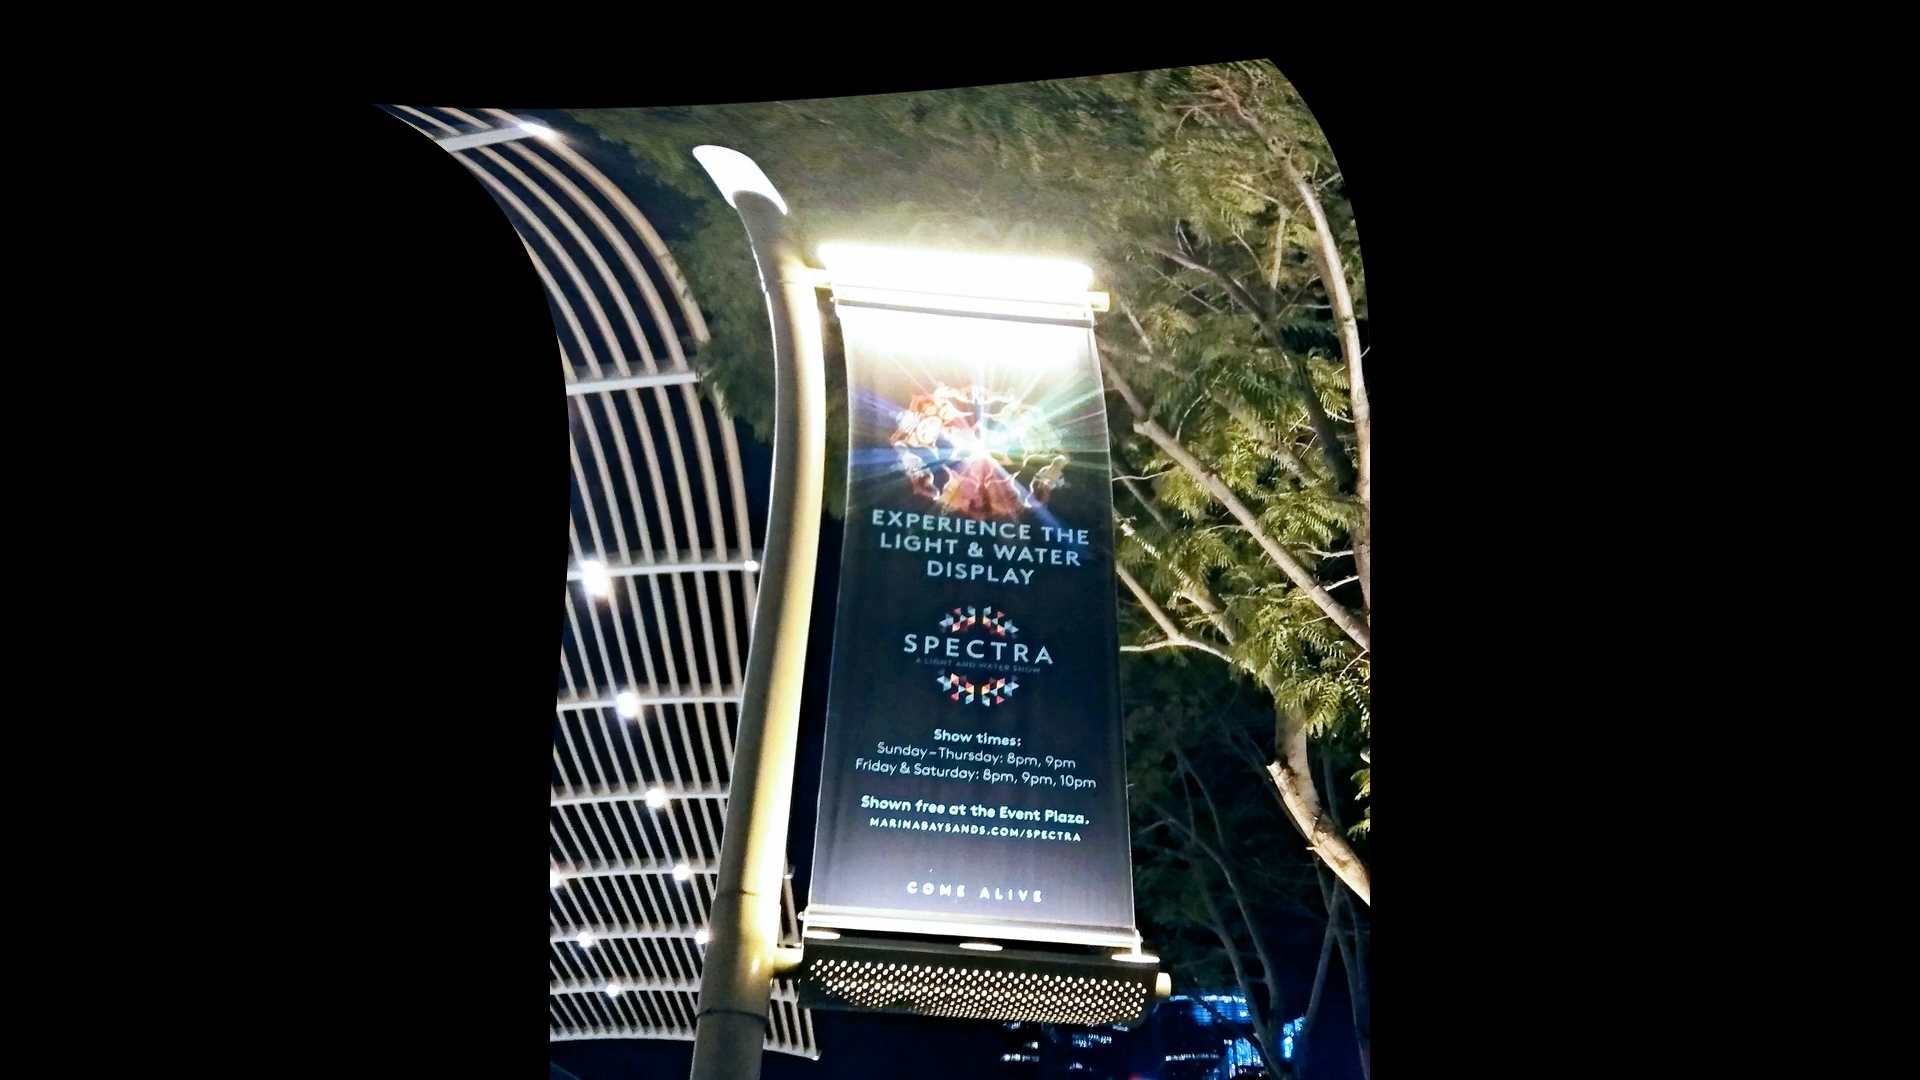 EXPERIENCE THE
LIGHT & WATER
DISPLAY
SPECTRA
A LIGHT AND WATER SHOW
Show times:
Sunday–Thursday: 8pm, 9pm
Friday & Saturday: 8pm, 9pm, 10pm
Shown free at the Event Plaza.
MARINABAYSANDS.COM/SPECTRA
COME ALIVE